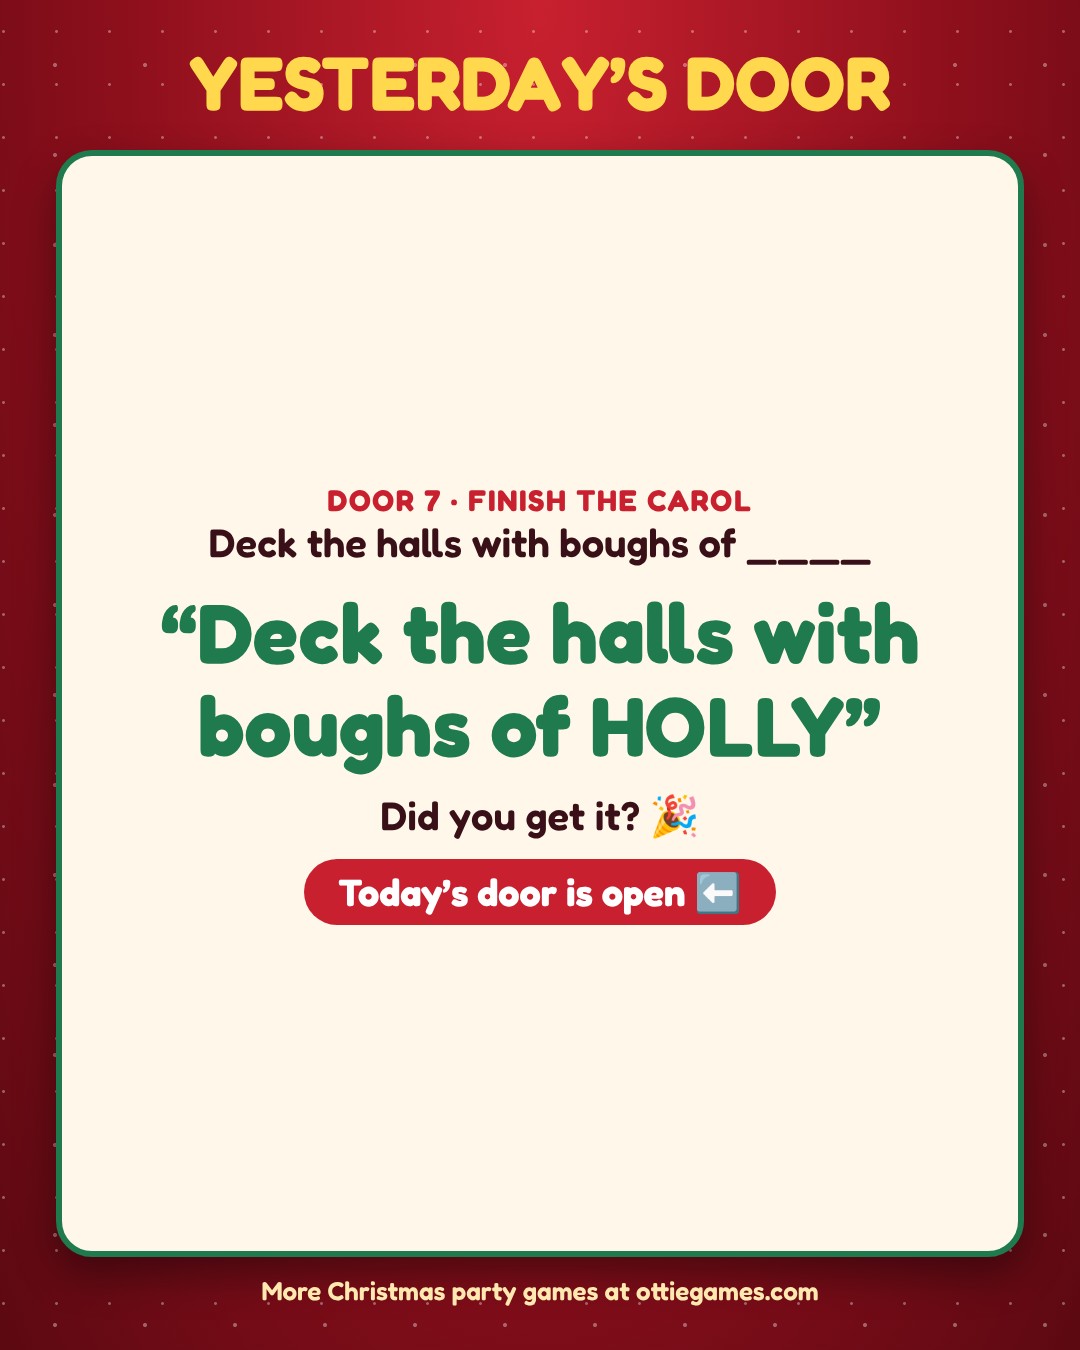 YESTERDAY’S DOOR
DOOR 7 · FINISH THE CAROL
Deck the halls with boughs of ____
“Deck the halls with
boughs of HOLLY”
Did you get it? 🎉
Today’s door is open ⬅️
More Christmas party games at ottiegames.com